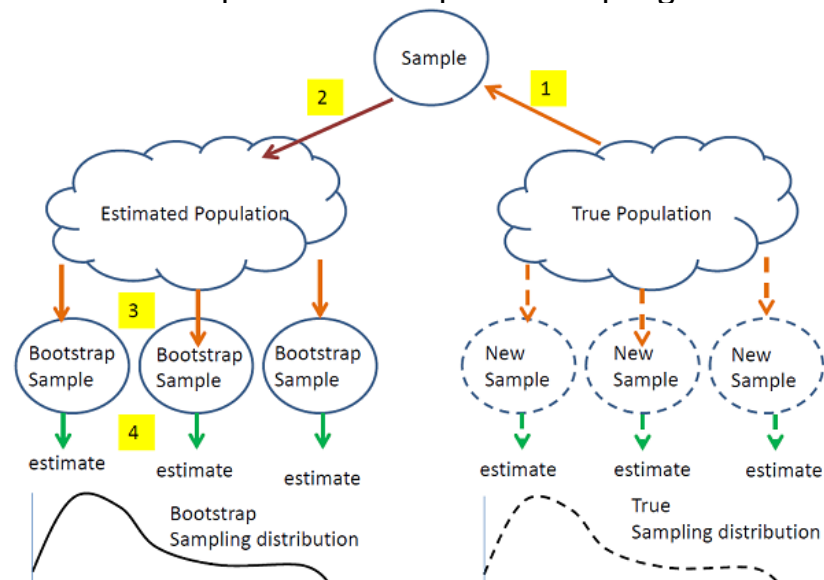 Sample
2
1
Estimated Population
True Population
3
Bootstrap
Sample
Bootstrap
Sample
Bootstrap
Sample
New
Sample
New
Sample
New
Sample
4
estimate
estimate
estimate
estimate
estimate
estimate
Bootstrap
Sampling distribution
True
Sampling distribution